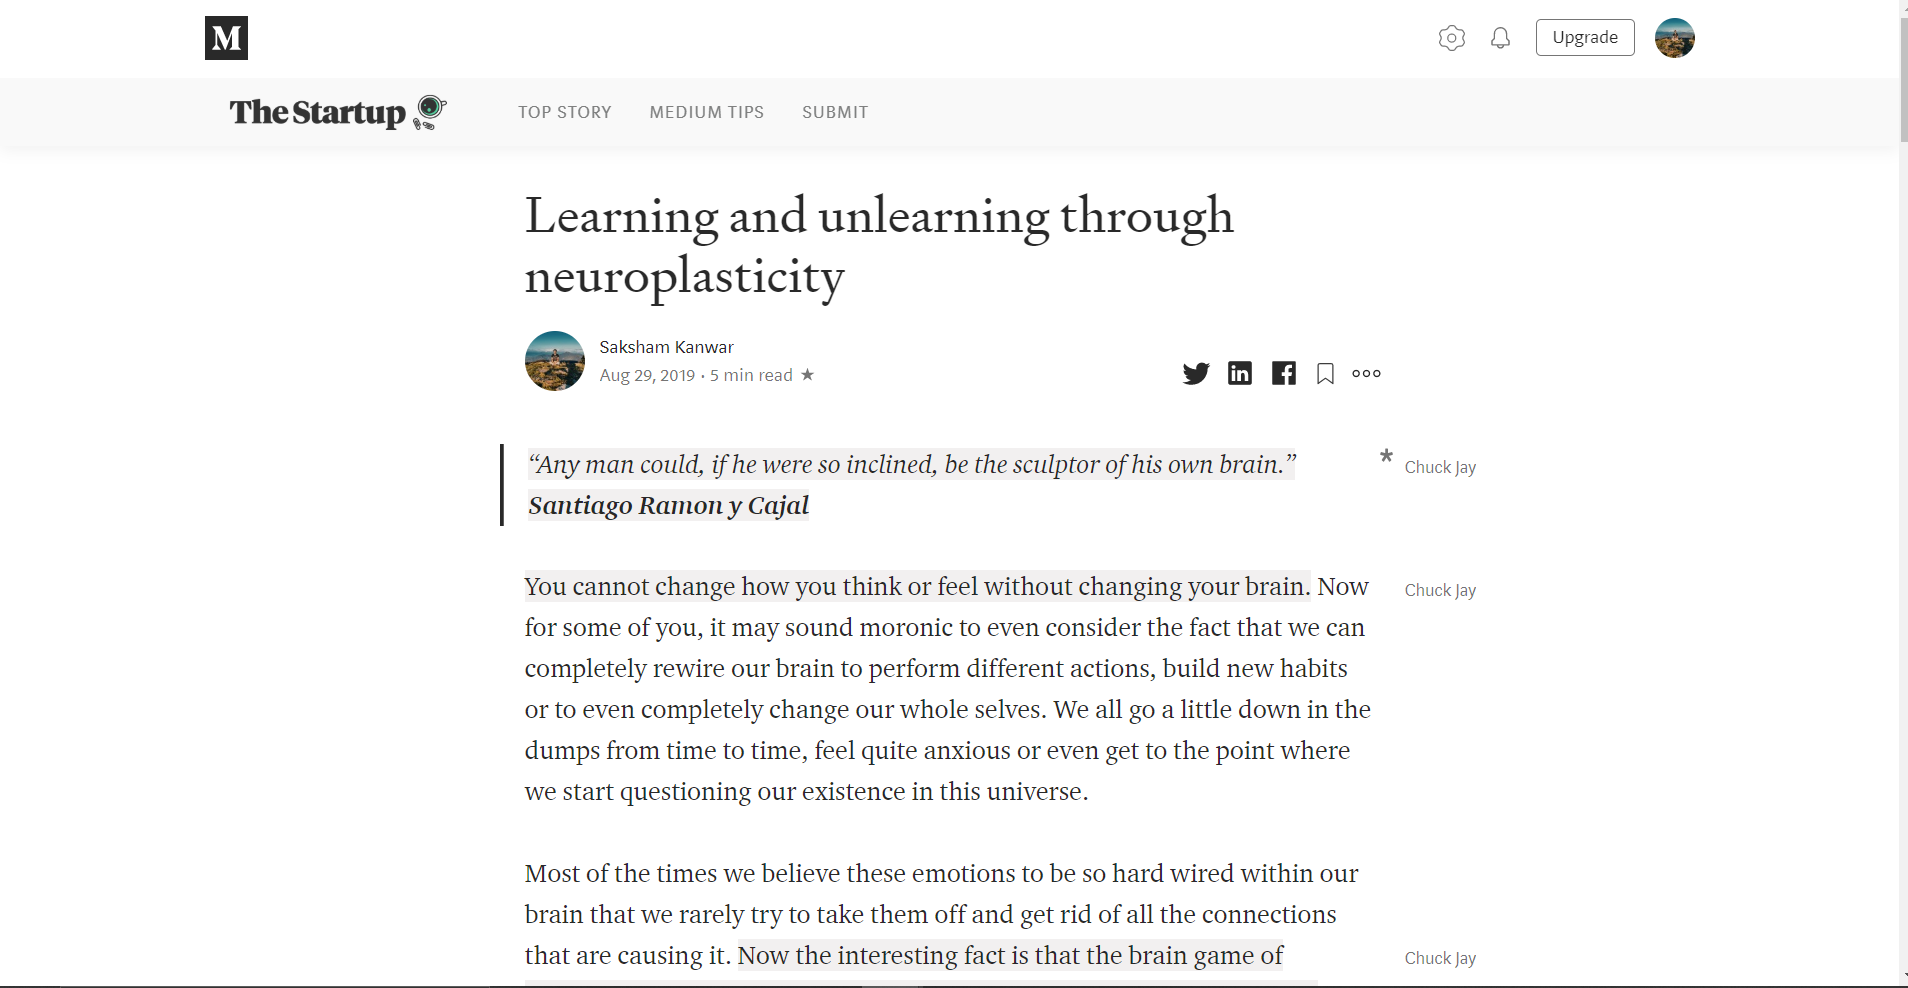 M
Upgrade
The Startup
TOP STORY
MEDIUM TIPS
SUBMIT
Learning and unlearning through
neuroplasticity
Saksham Kanwar
Aug 29, 2019 · 5 min read ★
“Any man could, if he were so inclined, be the sculptor of his own brain.”
Santiago Ramon y Cajal
* Chuck Jay
You cannot change how you think or feel without changing your brain. Now
Chuck Jay
for some of you, it may sound moronic to even consider the fact that we can
completely rewire our brain to perform different actions, build new habits
or to even completely change our whole selves. We all go a little down in the
dumps from time to time, feel quite anxious or even get to the point where
we start questioning our existence in this universe.
Most of the times we believe these emotions to be so hard wired within our
brain that we rarely try to take them off and get rid of all the connections
that are causing it. Now the interesting fact is that the brain game of
Chuck Jay